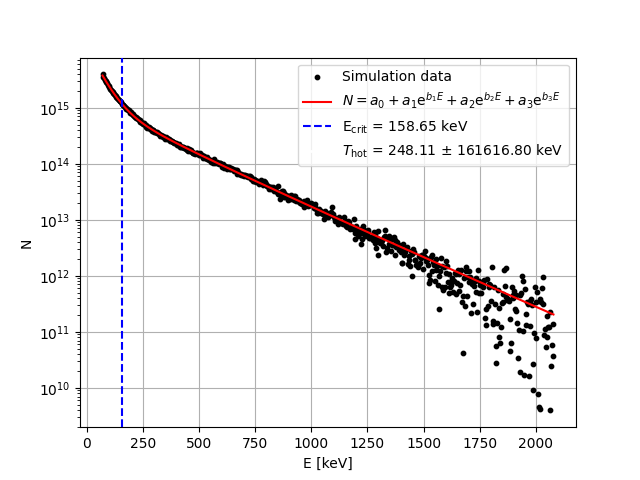 Simulation data
N = a₀ + a₁e^{b₁E} + a₂e^{b₂E} + a₃e^{b₃E}
E_crit = 158.65 keV
T_hot = 248.11 ± 161616.80 keV
10¹⁵
10¹⁴
10¹³
10¹²
10¹¹
10¹⁰
N
0 250 500 750 1000 1250 1500 1750 2000
E [keV]